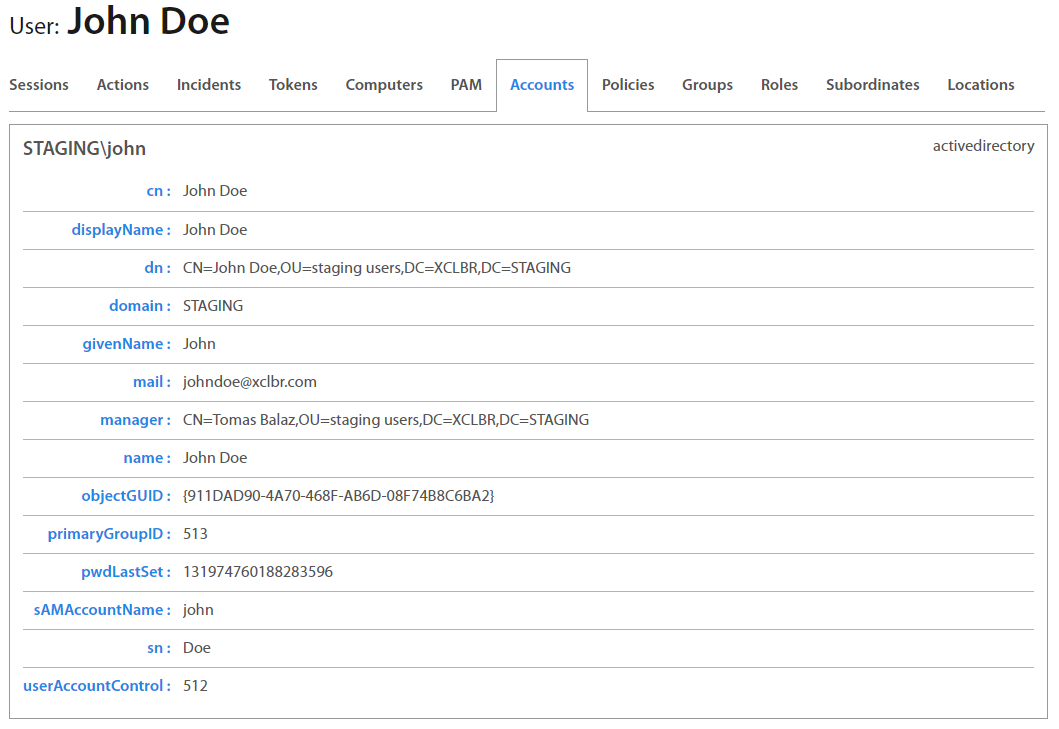 User: John Doe
Sessions Actions Incidents Tokens Computers PAM Accounts Policies Groups Roles Subordinates Locations
STAGING\john activedirectory
cn : John Doe
displayName : John Doe
dn : CN=John Doe,OU=staging users,DC=XCLBR,DC=STAGING
domain : STAGING
givenName : John
mail : johndoe@xclbr.com
manager : CN=Tomas Balaz,OU=staging users,DC=XCLBR,DC=STAGING
name : John Doe
objectGUID : {911DAD90-4A70-468F-AB6D-08F74B8C6BA2}
primaryGroupID : 513
pwdLastSet : 131974760188283596
sAMAccountName : john
sn : Doe
userAccountControl : 512